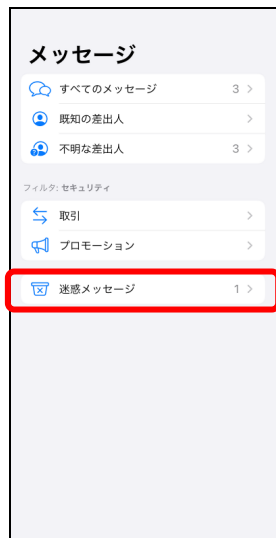 メッセージ
すべてのメッセージ 3
既知の差出人
不明な差出人 3
フィルタ: セキュリティ
取引
プロモーション
迷惑メッセージ 1